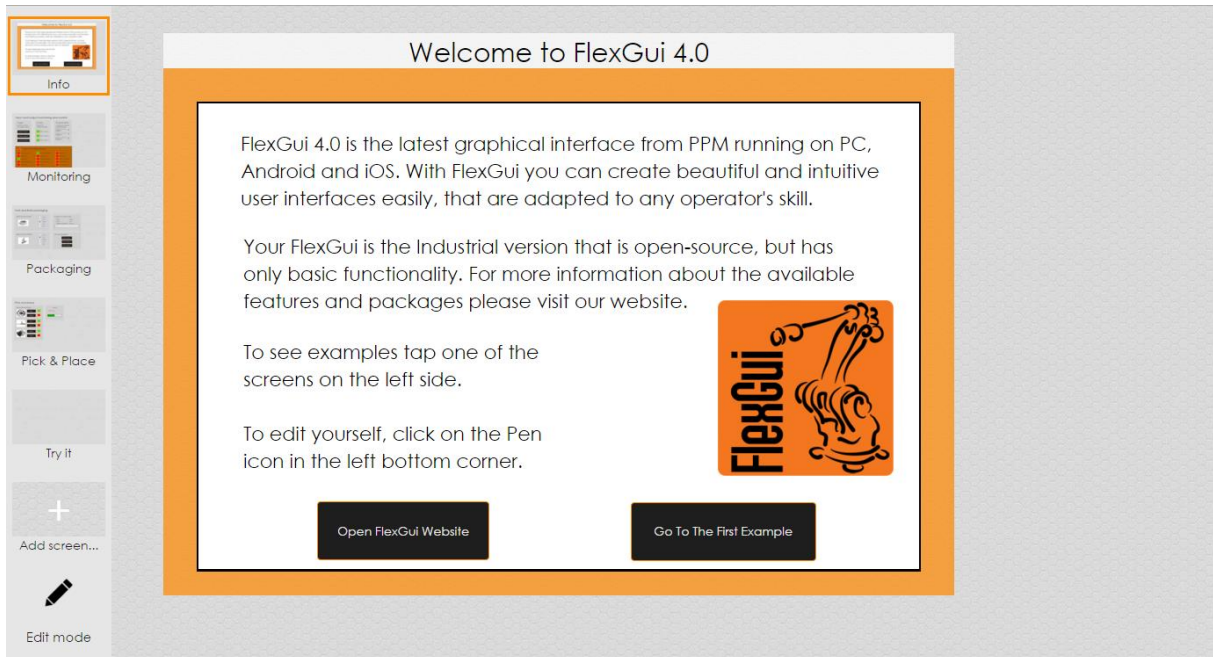 Info
Monitoring
Packaging
Pick & Place
Try it
Add screen...
Edit mode
Welcome to FlexGui 4.0
FlexGui 4.0 is the latest graphical interface from PPM running on PC,
Android and iOS. With FlexGui you can create beautiful and intuitive
user interfaces easily, that are adapted to any operator's skill.
Your FlexGui is the Industrial version that is open-source, but has
only basic functionality. For more information about the available
features and packages please visit our website.
To see examples tap one of the
screens on the left side.
To edit yourself, click on the Pen
icon in the left bottom corner.
FlexGui
Open FlexGui Website
Go To The First Example